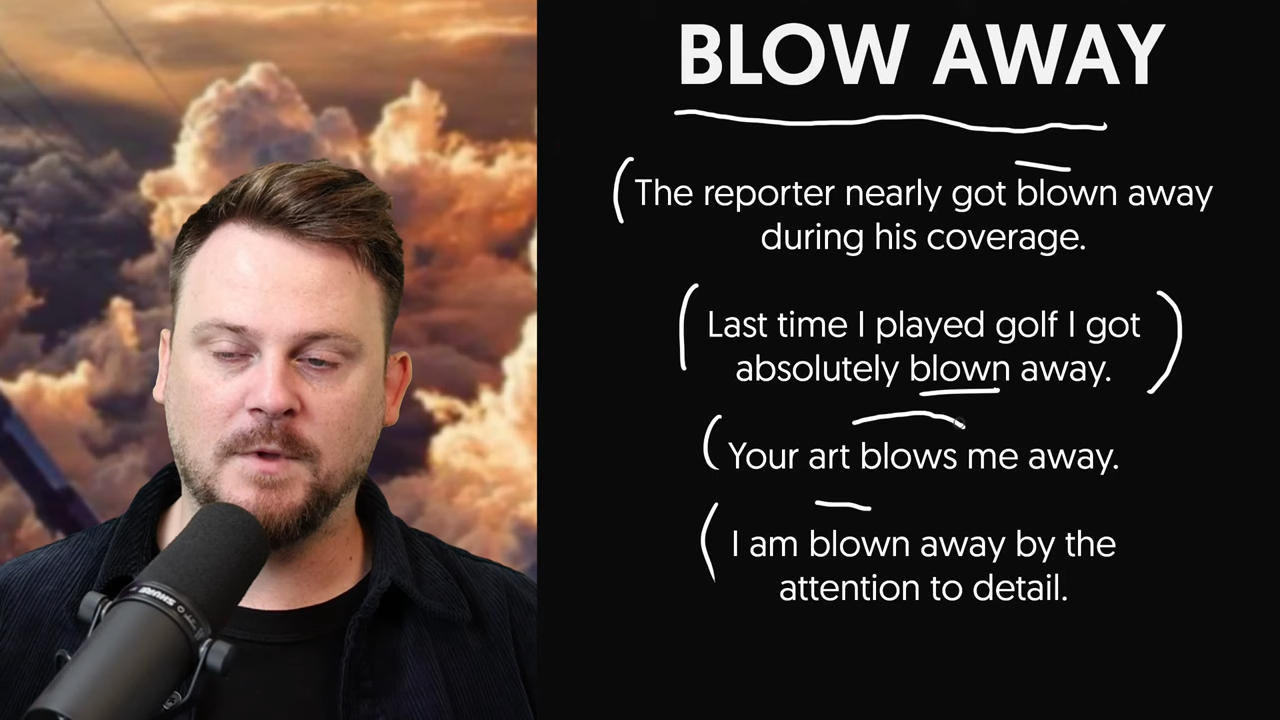 BLOW AWAY
The reporter nearly got blown away
during his coverage.
Last time I played golf I got
absolutely blown away.
Your art blows me away.
I am blown away by the
attention to detail.
SHURE